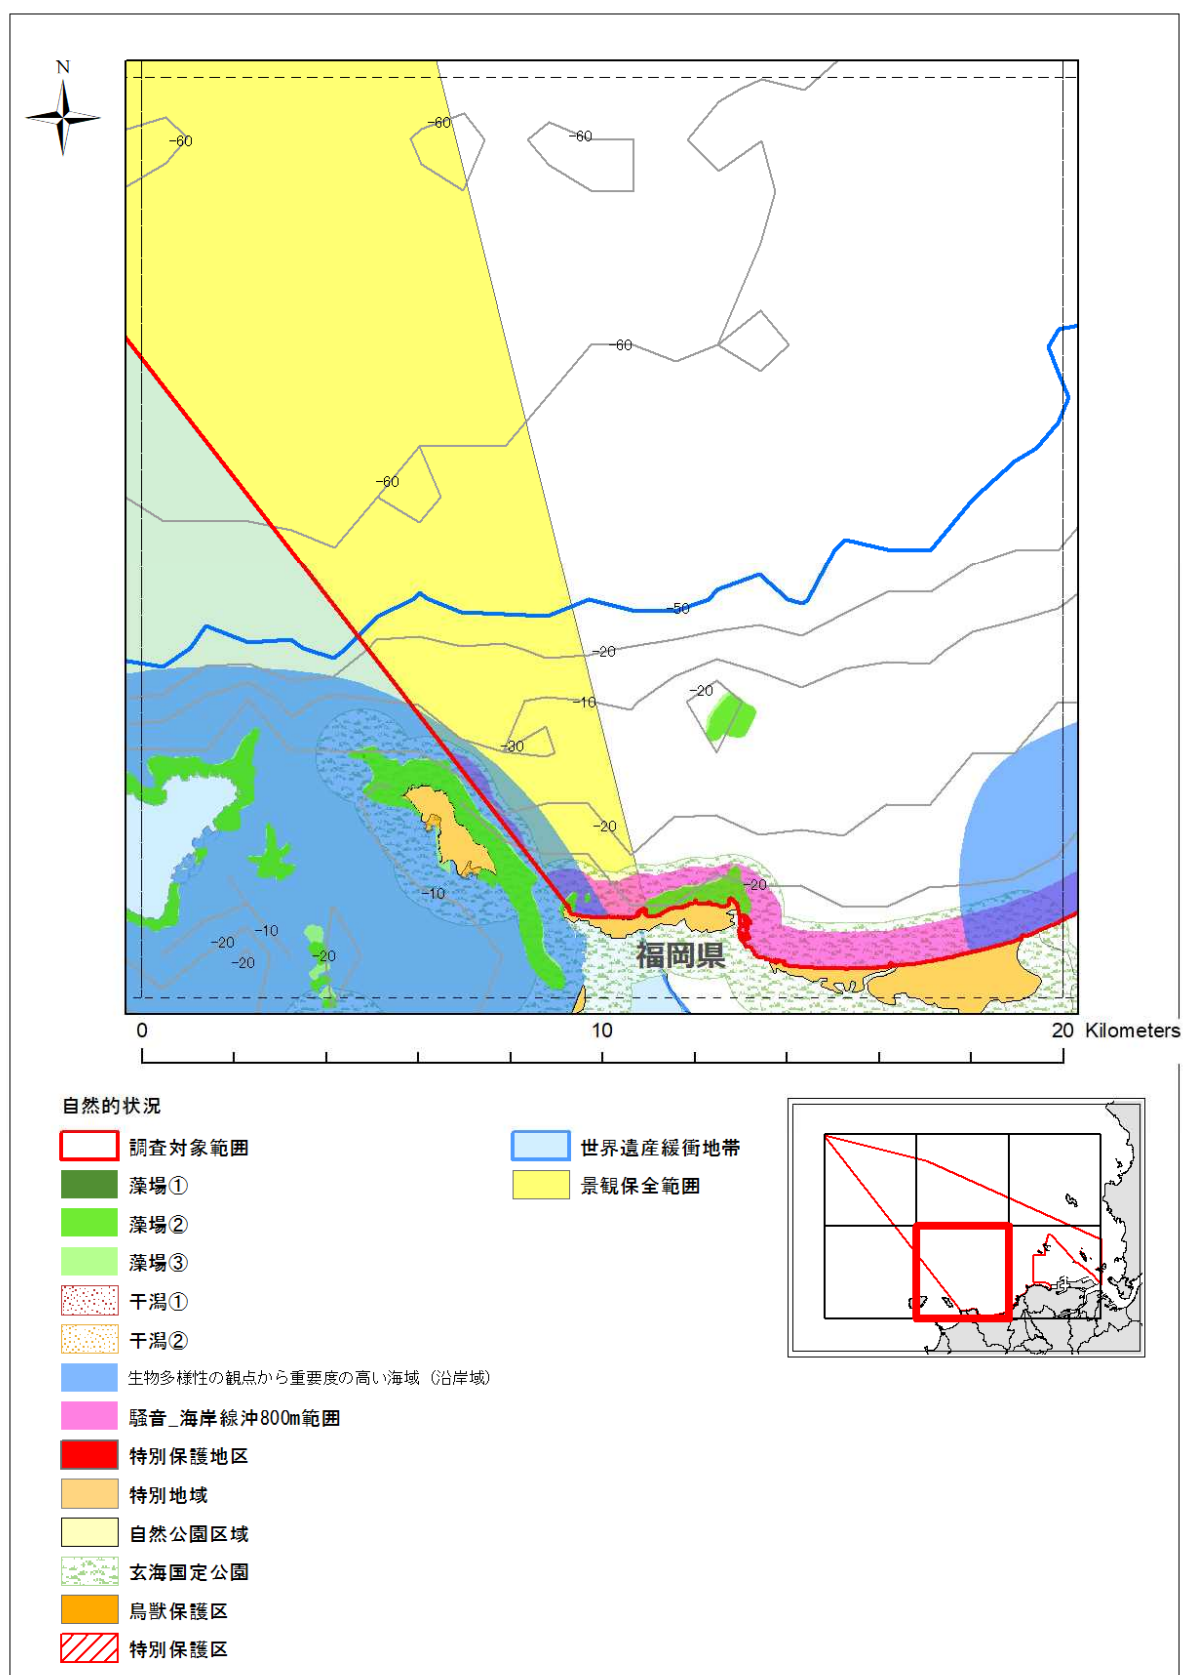 N
-60
-60
-60
-60
-60
-50
-20
-20
-10
-30
-20
-20
-10
-10
-20
-20
-20
福岡県
0 10 20 Kilometers
自然的状況
調査対象範囲
藻場①
藻場②
藻場③
干潟①
干潟②
生物多様性の観点から重要度の高い海域（沿岸域）
騒音_海岸線沖800m範囲
特別保護地区
特別地域
自然公園区域
玄海国定公園
鳥獣保護区
特別保護区
世界遺産緩衝地帯
景観保全範囲